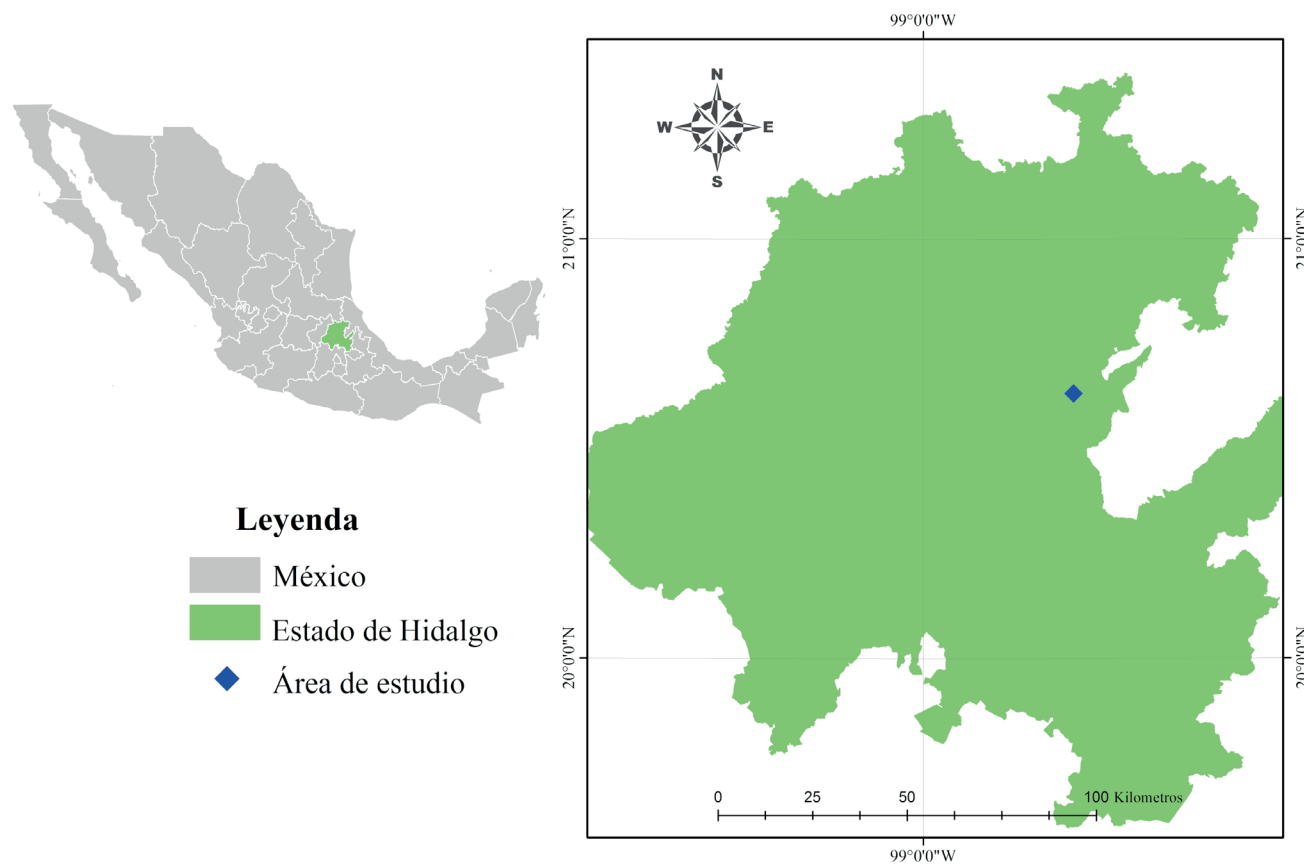 99°0'0"W
N
W
E
S
21°0'0"N
21°0'0"N
Leyenda
México
Estado de Hidalgo
Área de estudio
20°0'0"N
20°0'0"N
0
25
50
100 Kilometros
99°0'0"W